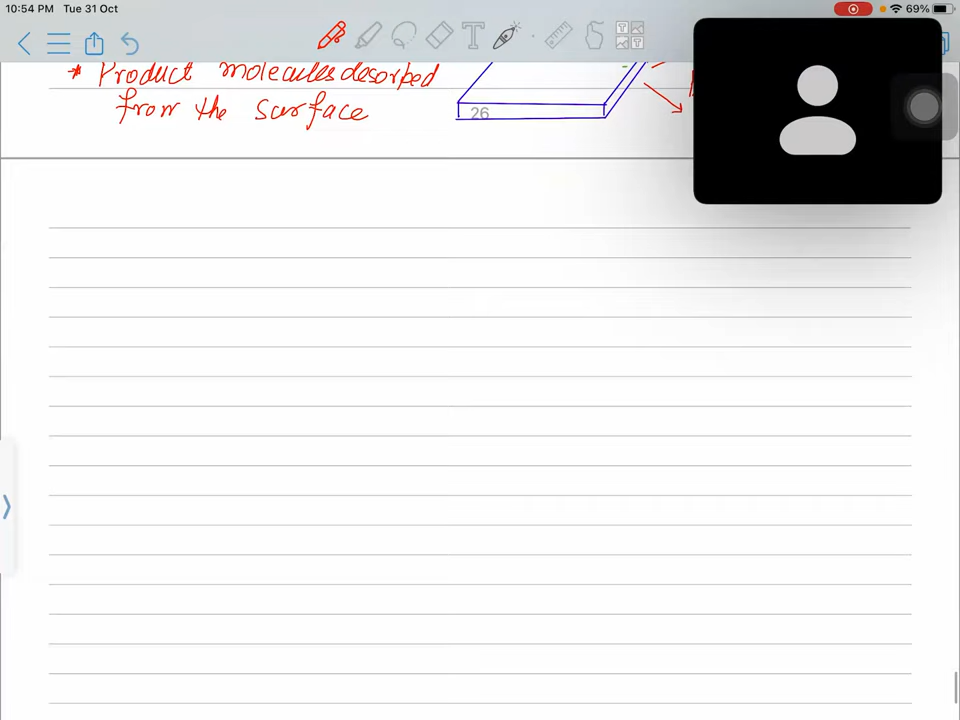 10:54 PM Tue 31 Oct
69%
* Product molecules desorbed
from the surface
26